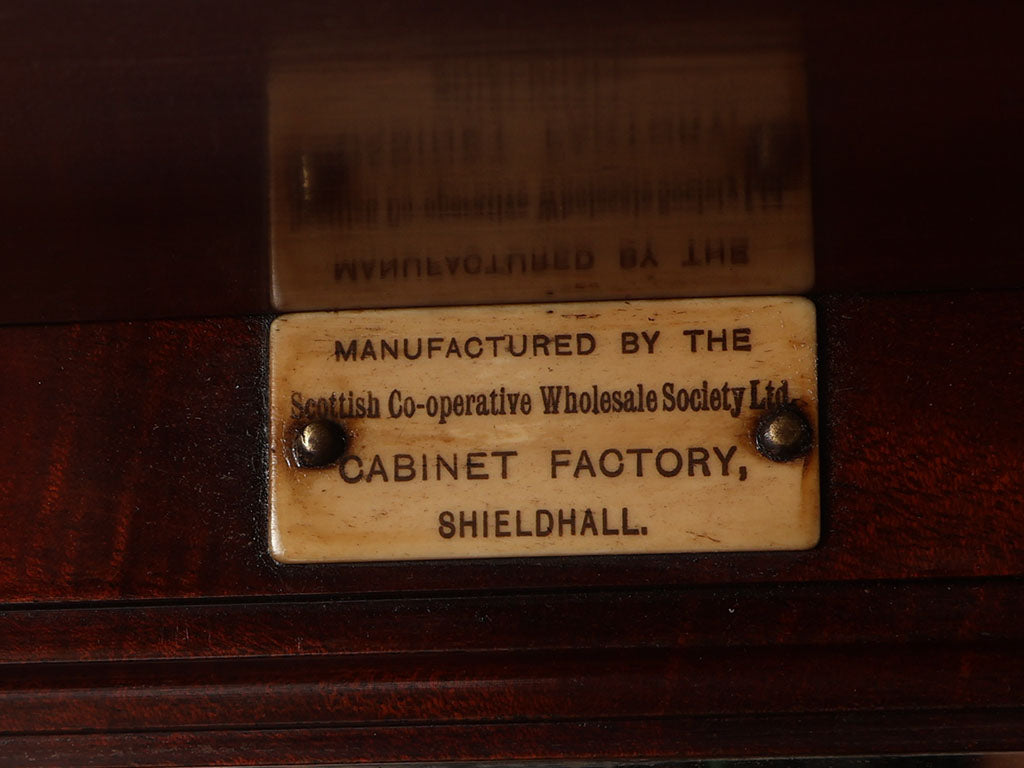 MANUFACTURED BY THE
Scottish Co-operative Wholesale Society Ltd.
CABINET FACTORY,
SHIELDHALL.